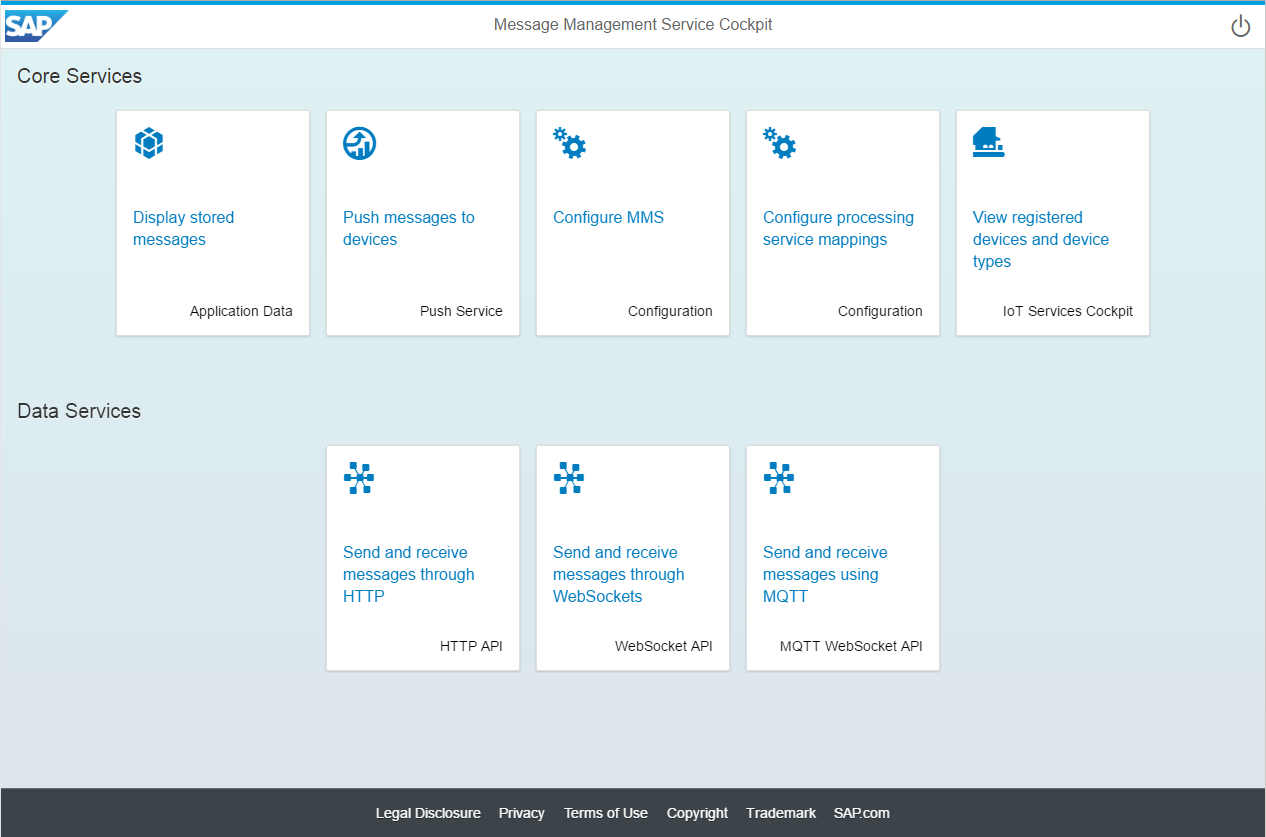 SAP
Message Management Service Cockpit
Core Services
Display stored
messages
Application Data
Push messages to
devices
Push Service
Configure MMS
Configuration
Configure processing
service mappings
Configuration
View registered
devices and device
types
IoT Services Cockpit
Data Services
Send and receive
messages through
HTTP
HTTP API
Send and receive
messages through
WebSockets
WebSocket API
Send and receive
messages using
MQTT
MQTT WebSocket API
Legal Disclosure Privacy Terms of Use Copyright Trademark SAP.com